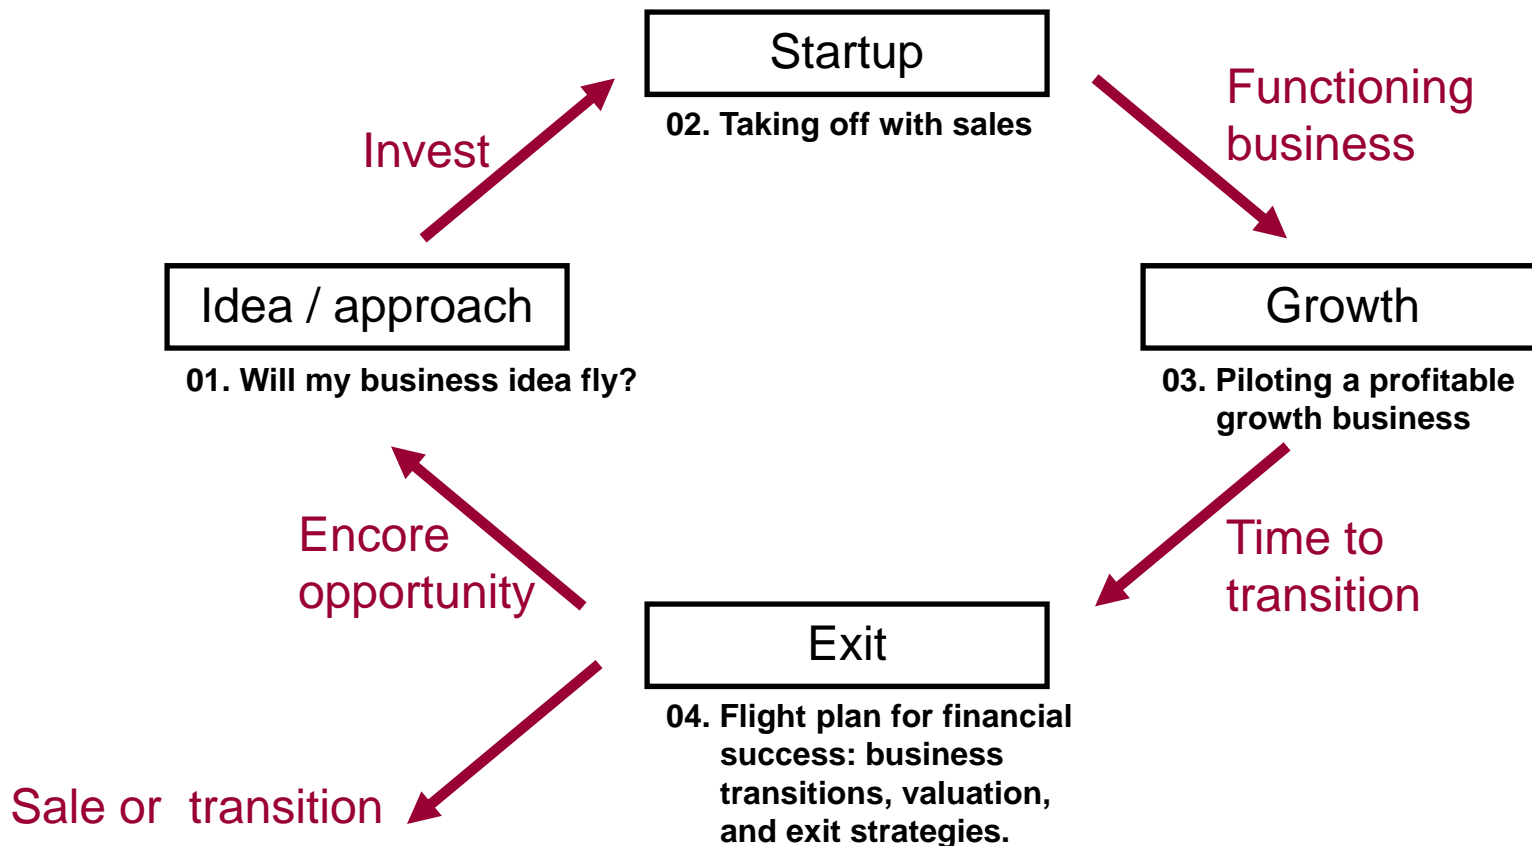 Startup
02. Taking off with sales
Functioning
business
Invest
Idea / approach
01. Will my business idea fly?
Growth
03. Piloting a profitable
growth business
Encore
opportunity
Time to
transition
Exit
04. Flight plan for financial
success: business
transitions, valuation,
and exit strategies.
Sale or transition